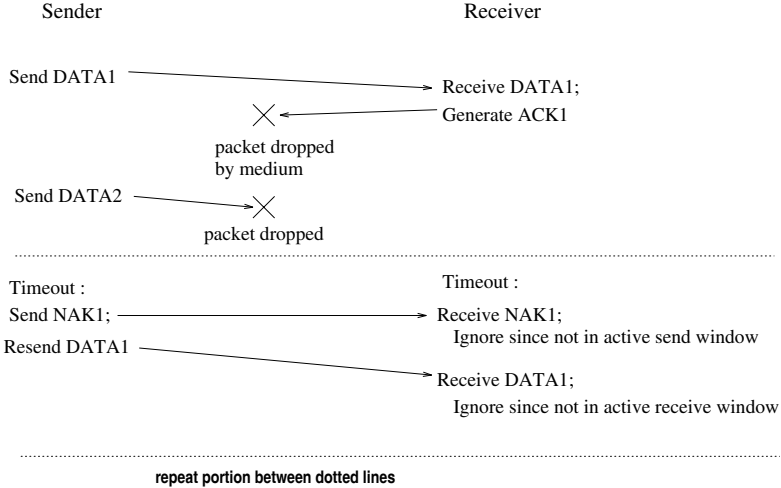 Sender
Receiver
Send DATA1
Receive DATA1;
Generate ACK1
packet dropped
by medium
Send DATA2
packet dropped
Timeout :
Timeout :
Send NAK1;
Receive NAK1;
Ignore since not in active send window
Resend DATA1
Receive DATA1;
Ignore since not in active receive window
repeat portion between dotted lines